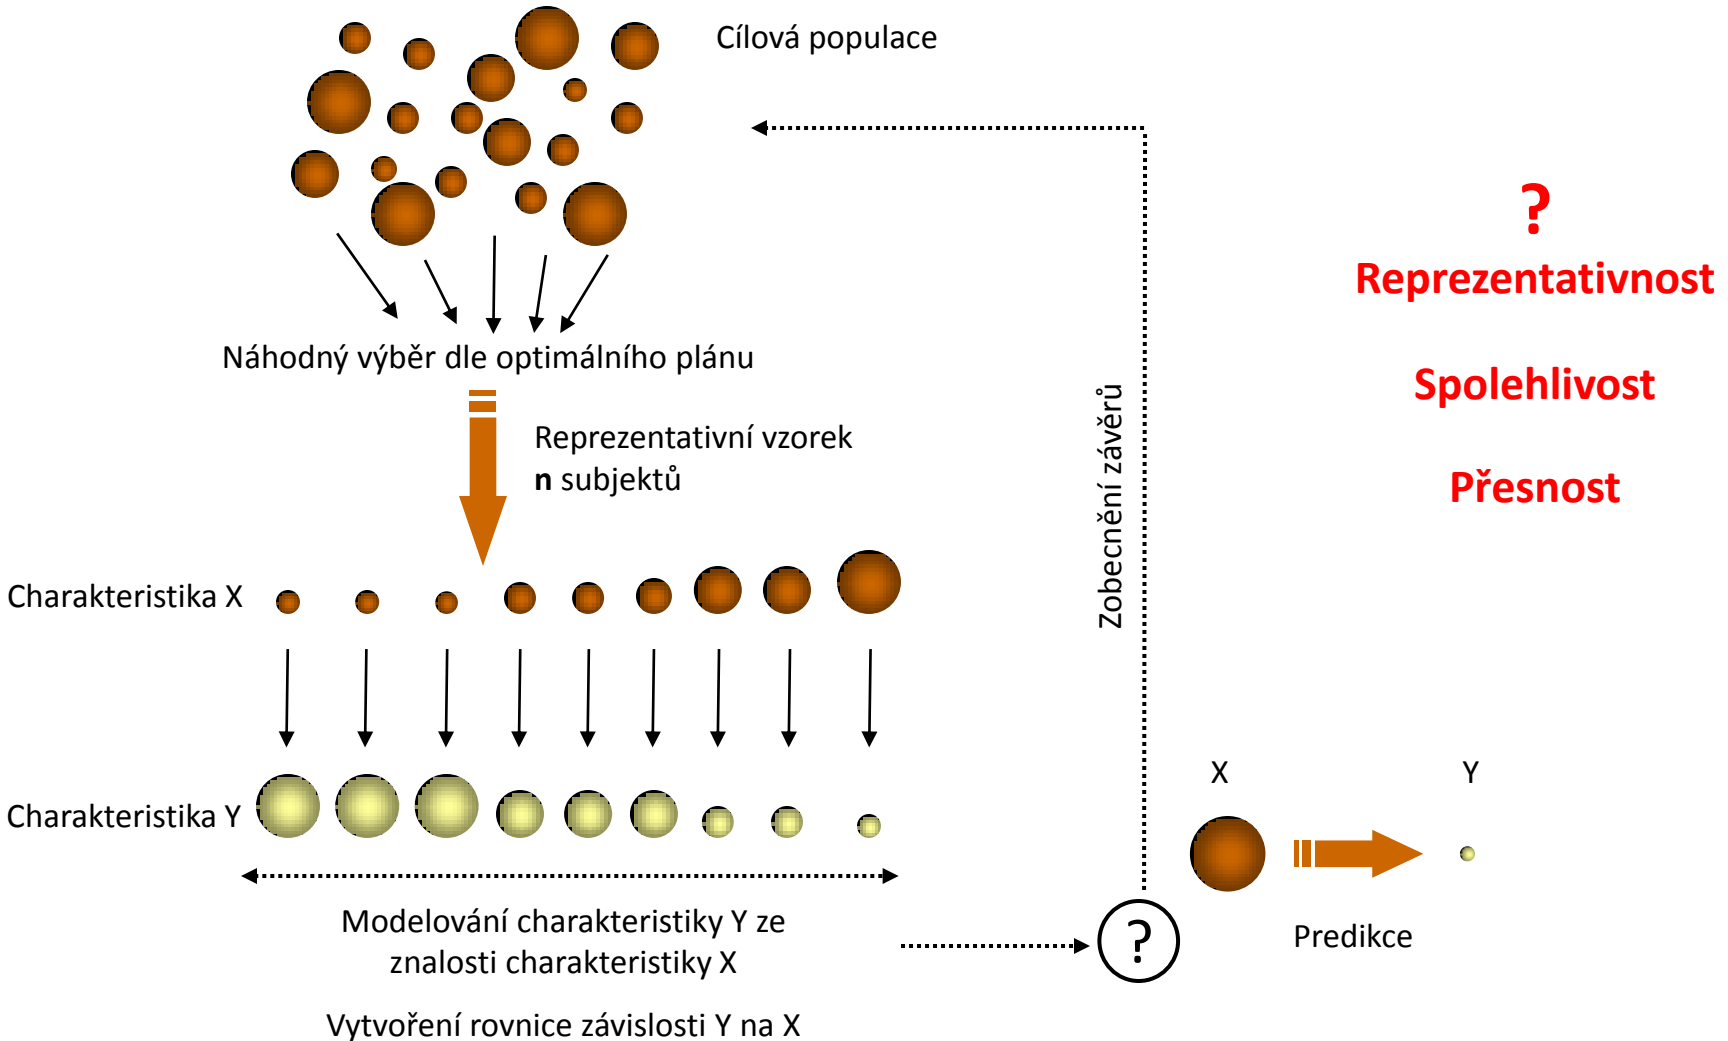 Cílová populace
?
Reprezentativnost
Spolehlivost
Přesnost
Náhodný výběr dle optimálního plánu
Reprezentativní vzorek
n subjektů
Zobecnění závěrů
Charakteristika X
Charakteristika Y
X
Y
Modelování charakteristiky Y ze
znalosti charakteristiky X
?
Predikce
Vytvoření rovnice závislosti Y na X